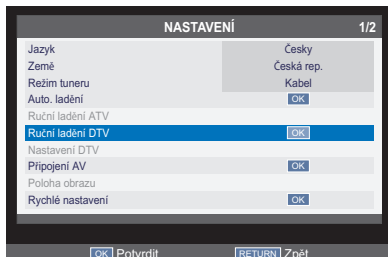 NASTAVENÍ 1/2
Jazyk Česky
Země Česká rep.
Režim tuneru Kabel
Auto. ladění OK
Ruční ladění ATV
Ruční ladění DTV OK
Nastavení DTV
Připojení AV OK
Poloha obrazu
Rychlé nastavení OK
OK Potvrdit RETURN Zpět